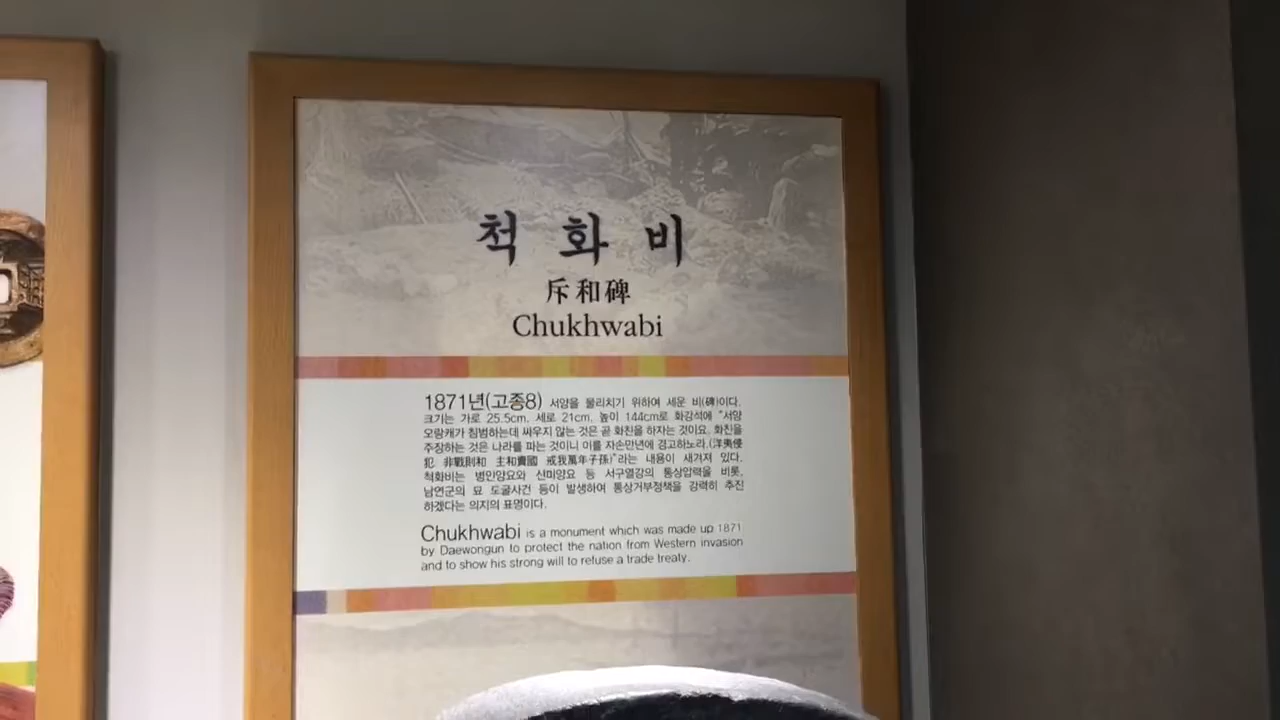 척 화 비
斥和碑
Chukhwabi
1871년(고종8) 서양을 물리치기 위하여 세운 비(碑)이다.
크기는 가로 25.5cm, 세로 21cm, 높이 144cm로 화강석에 "서양
오랑캐가 침범하는데 싸우지 않는 것은 곧 화친을 하자는 것이요, 화친을
주장하는 것은 나라를 파는 것이니 이를 자손만년에 경고하노라.(洋夷侵
犯 非戰則和 主和賣國 戒我萬年子孫)"라는 내용이 새겨져 있다.
척화비는 병인양요와 신미양요 등 서구열강의 통상압력을 비롯,
남연군의 묘 도굴사건 등이 발생하여 통상거부정책을 강력히 추진
하겠다는 의지의 표명이다.
Chukhwabi is a monument which was made up 1871
by Daewongun to protect the nation from Western invasion
and to show his strong will to refuse a trade treaty.